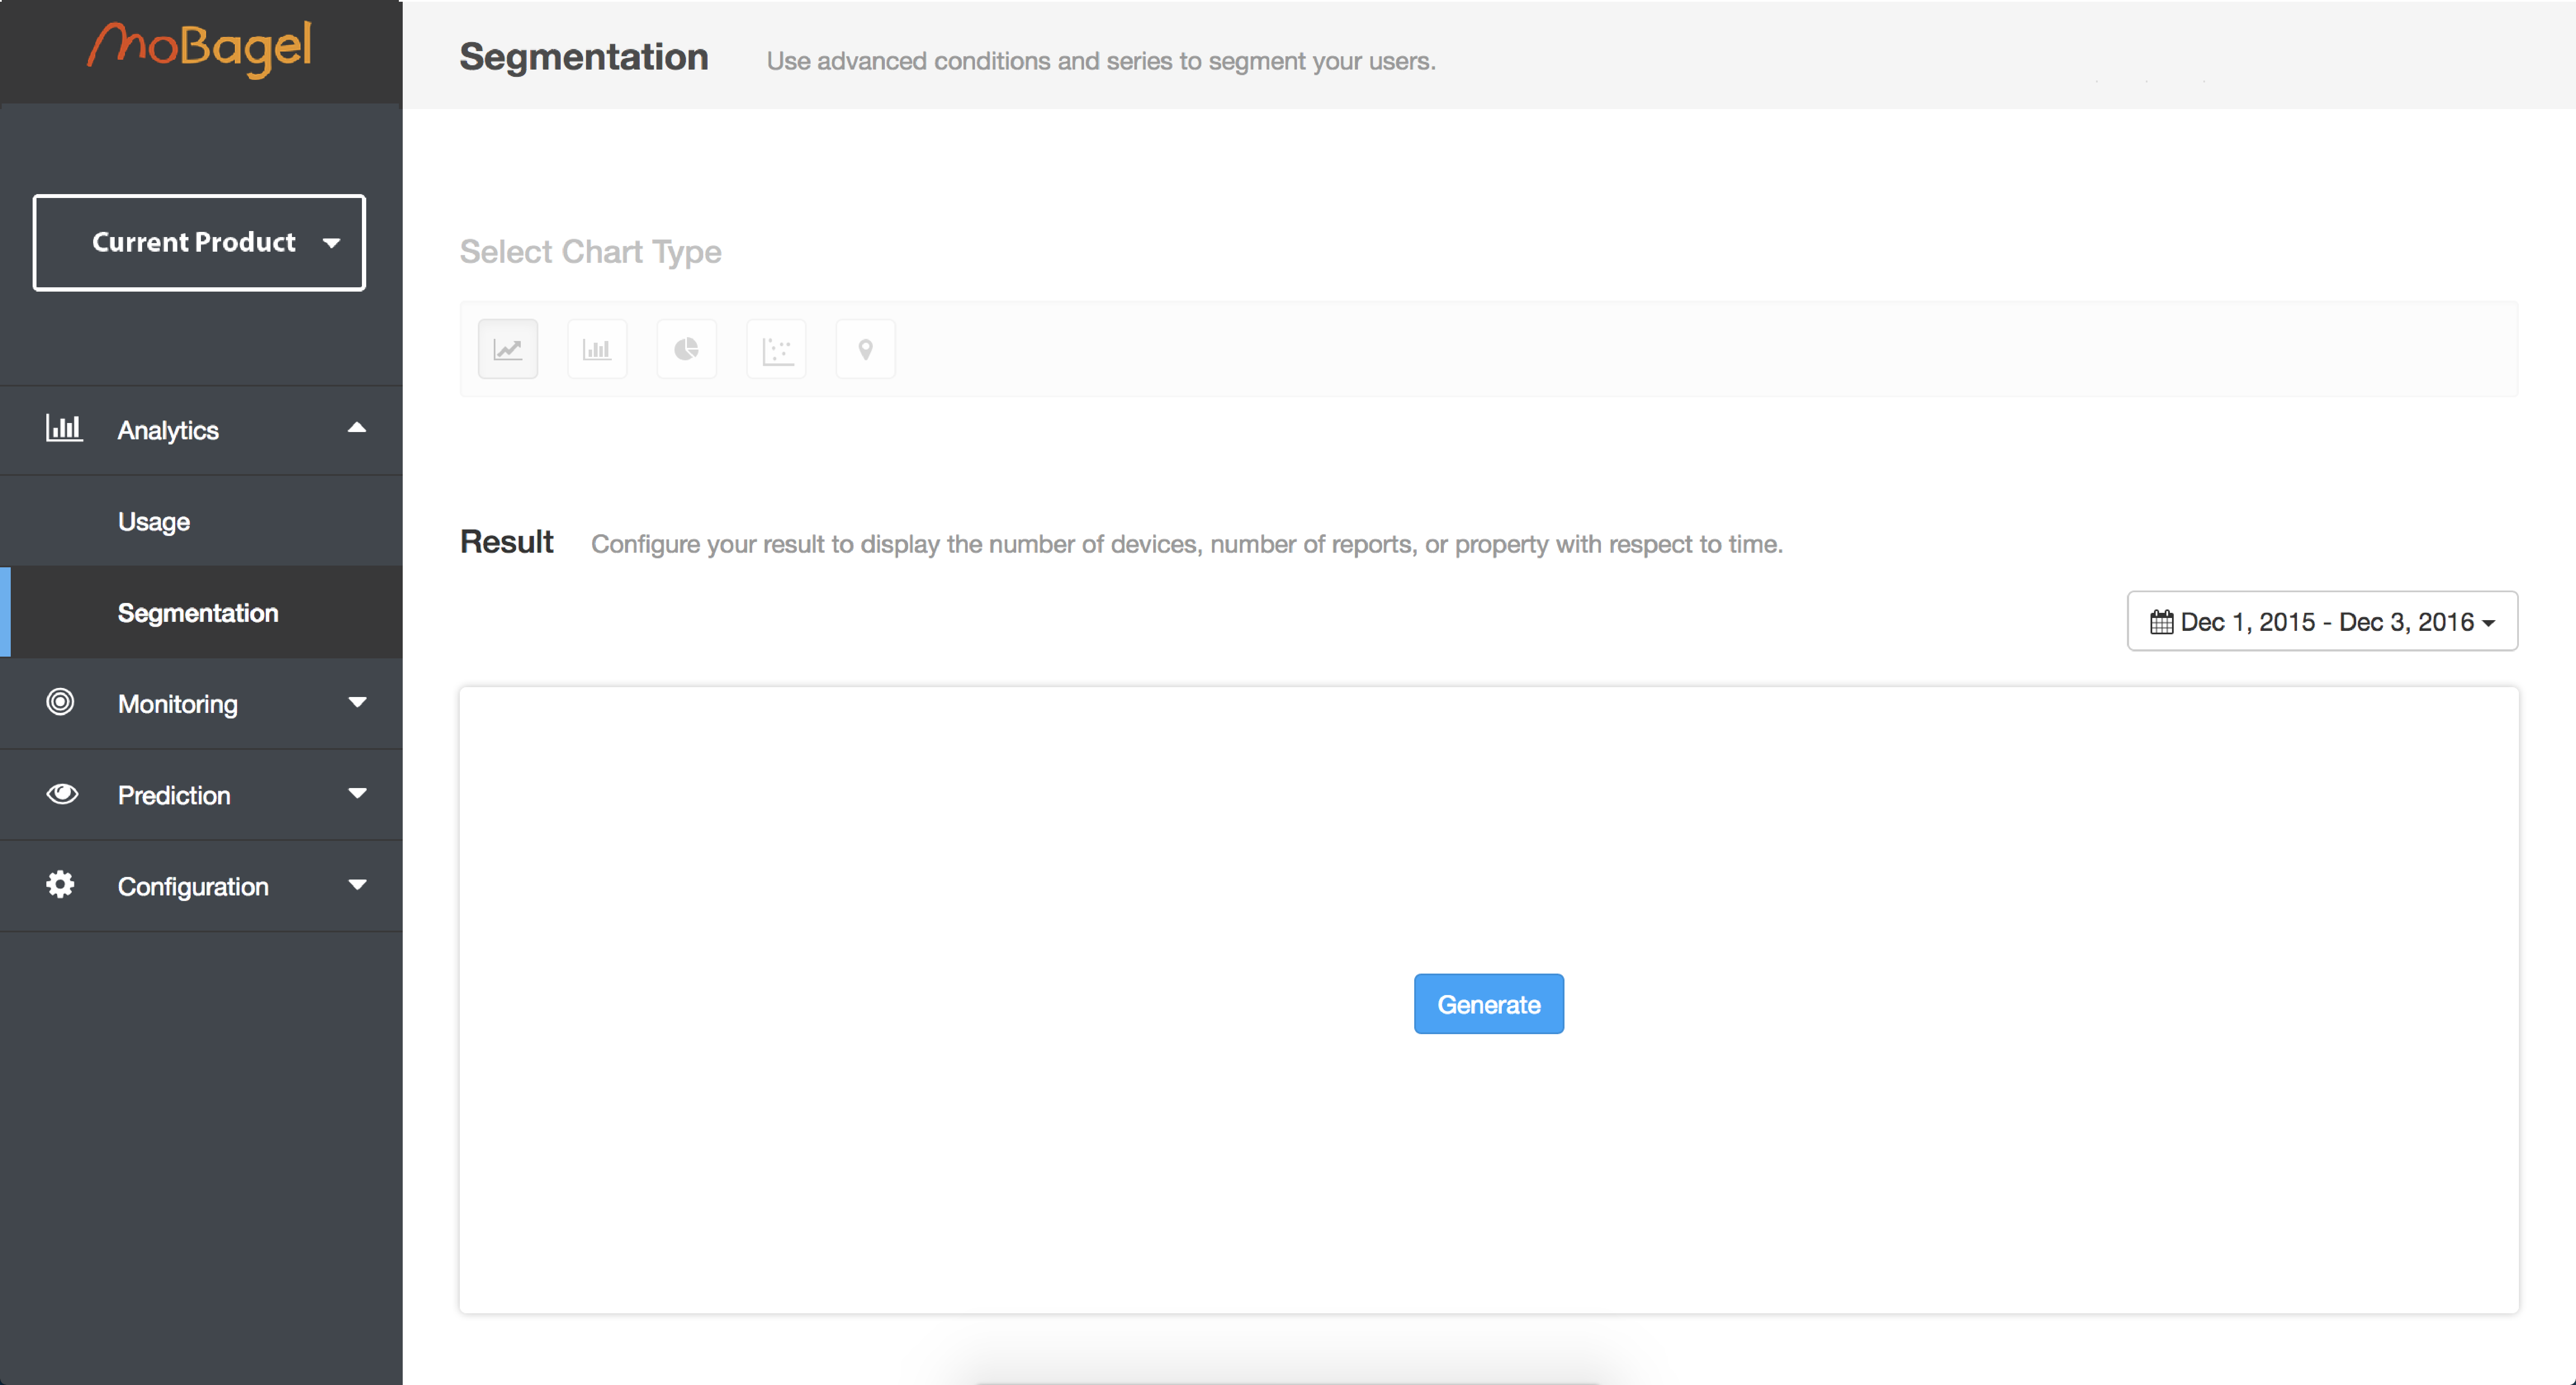 MoBagel
Segmentation Use advanced conditions and series to segment your users.
Current Product
Select Chart Type
Analytics
Usage
Segmentation
Monitoring
Prediction
Configuration
Result Configure your result to display the number of devices, number of reports, or property with respect to time.
Dec 1, 2015 - Dec 3, 2016
Generate